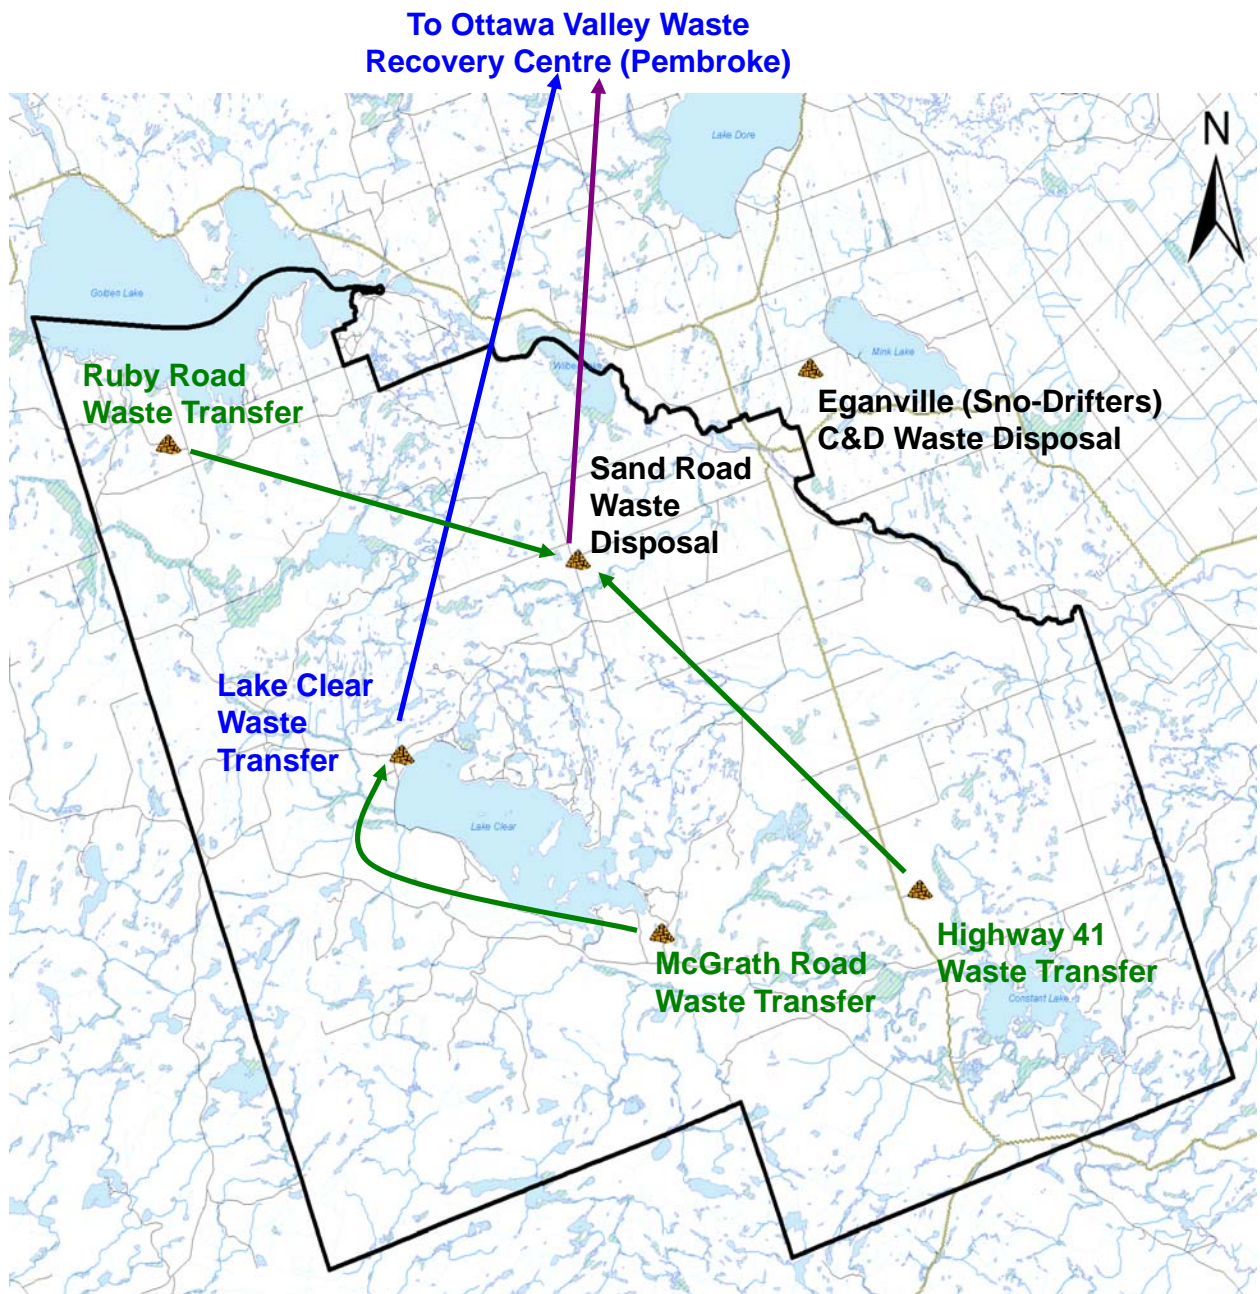 To Ottawa Valley Waste
Recovery Centre (Pembroke)
N
Lake Dore
Golden Lake
Mink Lake
Ruby Road
Waste Transfer
Eganville (Sno-Drifters)
C&D Waste Disposal
Sand Road
Waste
Disposal
Lake Clear
Waste
Transfer
Lake Clear
Highway 41
Waste Transfer
McGrath Road
Waste Transfer
Constant Lake